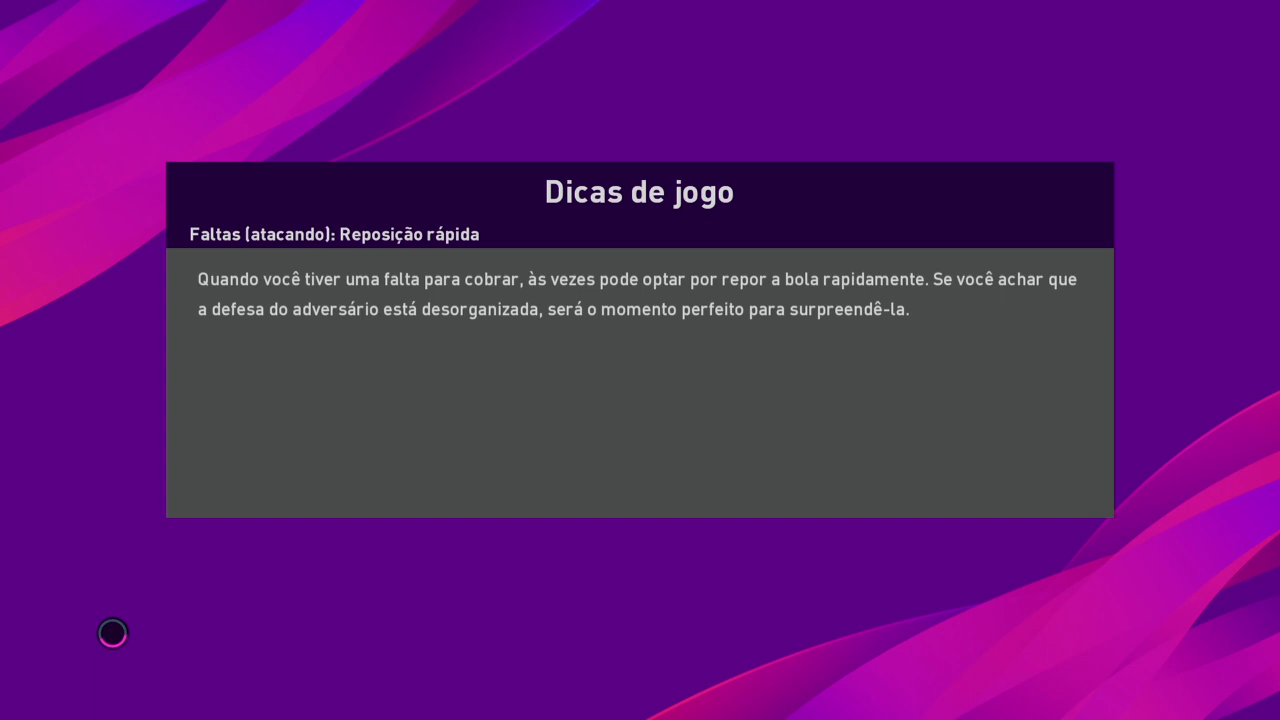 Dicas de jogo
Faltas (atacando): Reposição rápida
Quando você tiver uma falta para cobrar, às vezes pode optar por repor a bola rapidamente. Se você achar que
a defesa do adversário está desorganizada, será o momento perfeito para surpreendê-la.